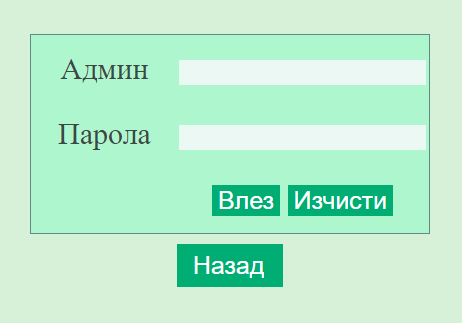 Админ
Парола
Влез Изчисти
Назад